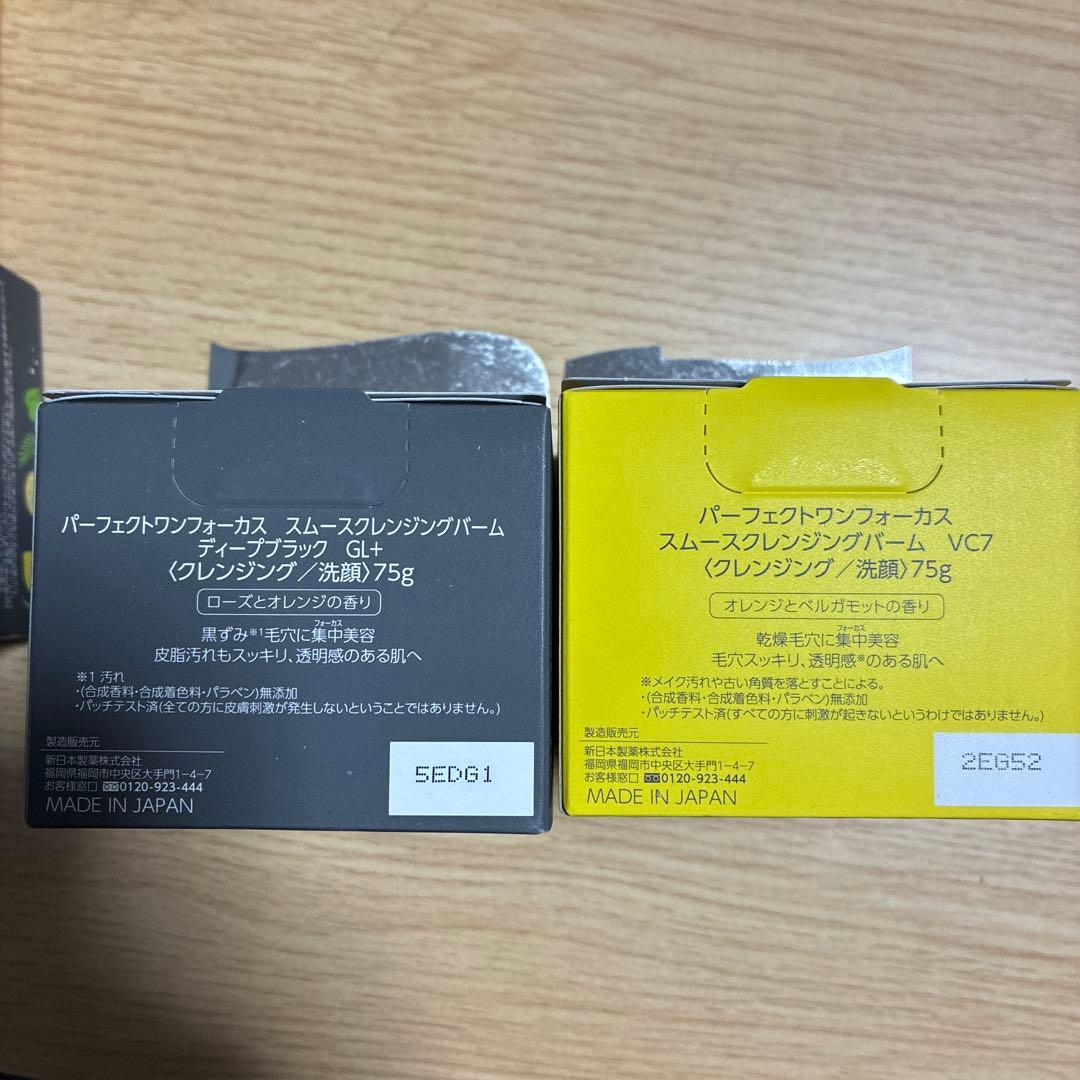 パーフェクトワンフォーカス スムースクレンジングバーム
ディープブラック GL+
〈クレンジング/洗顔〉75g
ローズとオレンジの香り
フォーカス
黒ずみ※1毛穴に集中美容
皮脂汚れもスッキリ、透明感のある肌へ
※1 汚れ
・(合成香料・合成着色料・パラベン)無添加
・パッチテスト済(全ての方に皮膚刺激が発生しないということではありません。)
製造販売元
新日本製薬株式会社
福岡県福岡市中央区大手門1-4-7
お客様窓口 0120-923-444
MADE IN JAPAN
5EDG1
パーフェクトワンフォーカス
スムースクレンジングバーム VC7
〈クレンジング/洗顔〉75g
オレンジとベルガモットの香り
フォーカス
乾燥毛穴に集中美容
毛穴スッキリ、透明感※のある肌へ
※メイク汚れや古い角質を落とすことによる。
・(合成香料・合成着色料・パラベン)無添加
・パッチテスト済(すべての方に刺激が起きないというわけではありません。)
製造販売元
新日本製薬株式会社
福岡県福岡市中央区大手門1-4-7
お客様窓口 0120-923-444
MADE IN JAPAN
2EG52